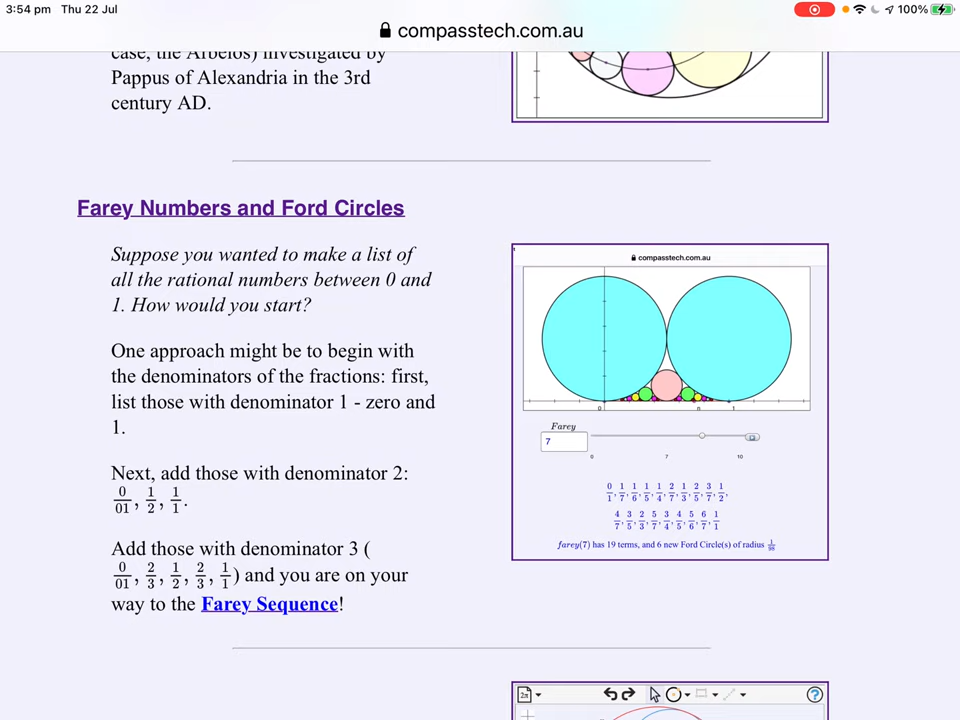 3:54 pm Thu 22 Jul
100%
compasstech.com.au
case, the Arbelos) investigated by
Pappus of Alexandria in the 3rd
century AD.
Farey Numbers and Ford Circles
Suppose you wanted to make a list of
all the rational numbers between 0 and
1. How would you start?
One approach might be to begin with
the denominators of the fractions: first,
list those with denominator 1 - zero and
1.
Next, add those with denominator 2:
0/01, 1/2, 1/1.
Add those with denominator 3 (
0/01, 2/3, 1/2, 2/3, 1/1) and you are on your
way to the Farey Sequence!
compasstech.com.au
0 n 1
Farey
7
0 7 10
0/1, 1/7, 1/6, 1/5, 1/4, 2/7, 1/3, 2/5, 3/7, 1/2,
4/7, 3/5, 2/3, 5/7, 3/4, 4/5, 5/6, 6/7, 1/1
farey(7) has 19 terms, and 6 new Ford Circle(s) of radius 1/98
2π
?